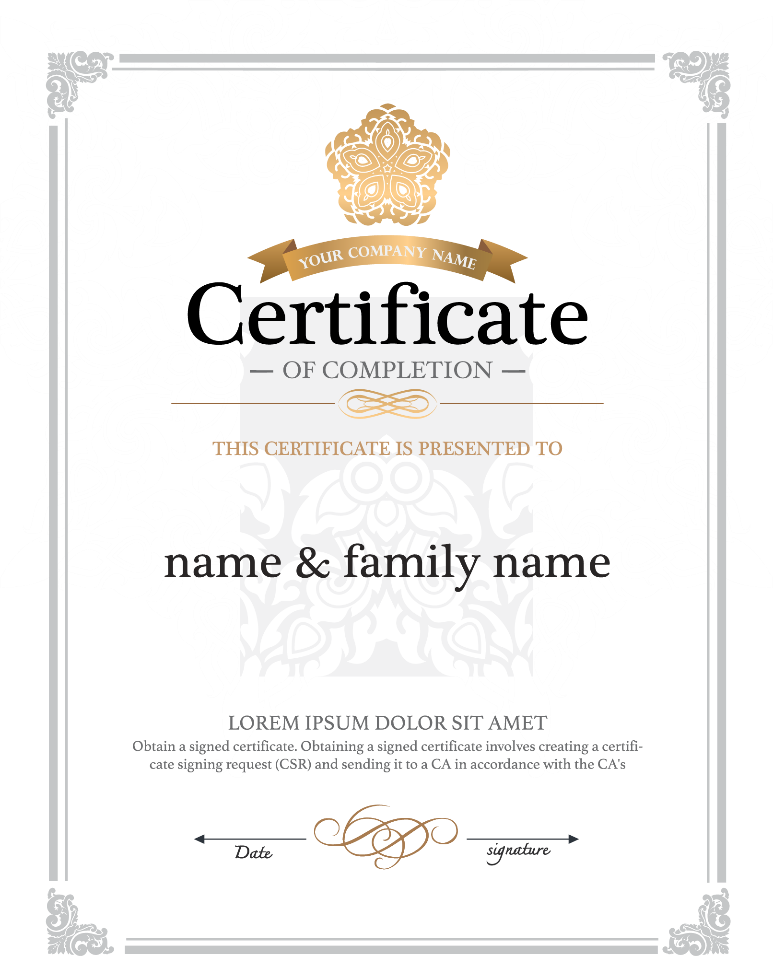 YOUR COMPANY NAME
Certificate
— OF COMPLETION —
THIS CERTIFICATE IS PRESENTED TO
name & family name
LOREM IPSUM DOLOR SIT AMET
Obtain a signed certificate. Obtaining a signed certificate involves creating a certifi-
cate signing request (CSR) and sending it to a CA in accordance with the CA's
Date
signature